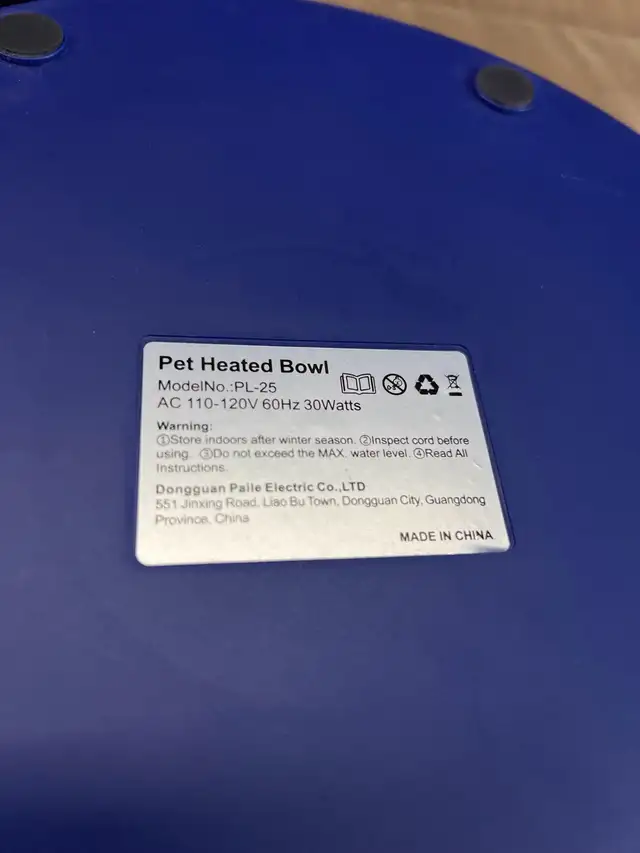 Pet Heated Bowl
ModelNo.:PL-25
AC 110-120V 60Hz 30Watts
Warning:
①Store indoors after winter season. ②Inspect cord before
using. ③Do not exceed the MAX. water level. ④Read All
Instructions.
Dongguan Paile Electric Co.,LTD
551 Jinxing Road, Liao Bu Town, Dongguan City, Guangdong
Province, China
MADE IN CHINA